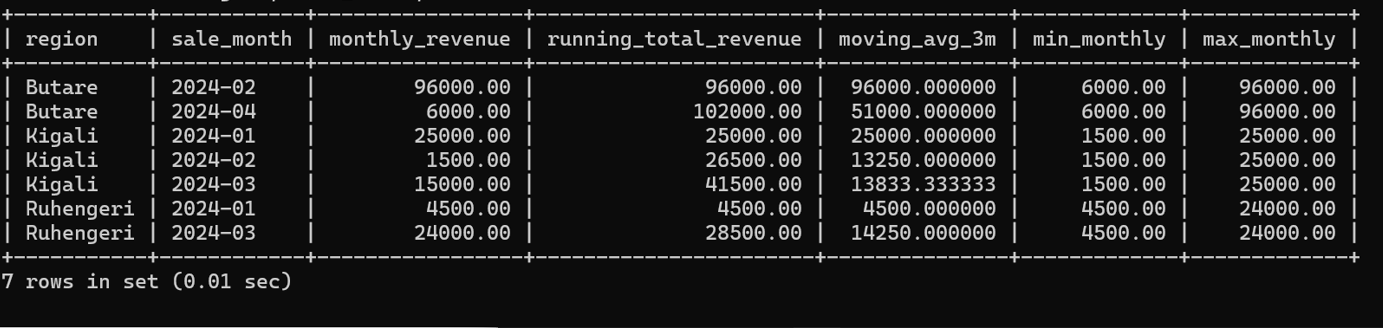 +-----------+------------+-----------------+-----------------------+---------------+-------------+-------------+
| region    | sale_month | monthly_revenue | running_total_revenue | moving_avg_3m | min_monthly | max_monthly |
+-----------+------------+-----------------+-----------------------+---------------+-------------+-------------+
| Butare    | 2024-02    |        96000.00 |              96000.00 |  96000.000000 |     6000.00 |    96000.00 |
| Butare    | 2024-04    |         6000.00 |             102000.00 |  51000.000000 |     6000.00 |    96000.00 |
| Kigali    | 2024-01    |        25000.00 |              25000.00 |  25000.000000 |     1500.00 |    25000.00 |
| Kigali    | 2024-02    |         1500.00 |              26500.00 |  13250.000000 |     1500.00 |    25000.00 |
| Kigali    | 2024-03    |        15000.00 |              41500.00 |  13833.333333 |     1500.00 |    25000.00 |
| Ruhengeri | 2024-01    |         4500.00 |               4500.00 |   4500.000000 |     4500.00 |    24000.00 |
| Ruhengeri | 2024-03    |        24000.00 |              28500.00 |  14250.000000 |     4500.00 |    24000.00 |
+-----------+------------+-----------------+-----------------------+---------------+-------------+-------------+
7 rows in set (0.01 sec)